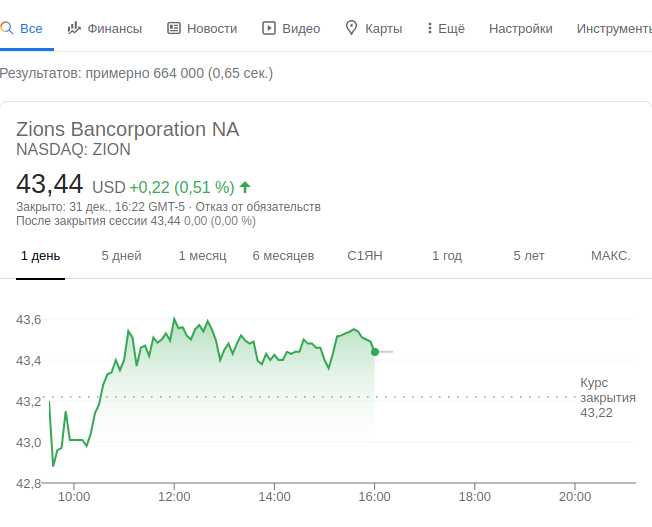 Все Финансы Новости Видео Карты Ещё Настройки Инструменты
Результатов: примерно 664 000 (0,65 сек.)
Zions Bancorporation NA
NASDAQ: ZION
43,44 USD +0,22 (0,51 %)
Закрыто: 31 дек., 16:22 GMT-5 · Отказ от обязательств
После закрытия сессии 43,44 0,00 (0,00 %)
1 день 5 дней 1 месяц 6 месяцев С1ЯН 1 год 5 лет МАКС.
43,6
43,4
43,2
43,0
42,8
Курс
закрытия
43,22
10:00 12:00 14:00 16:00 18:00 20:00